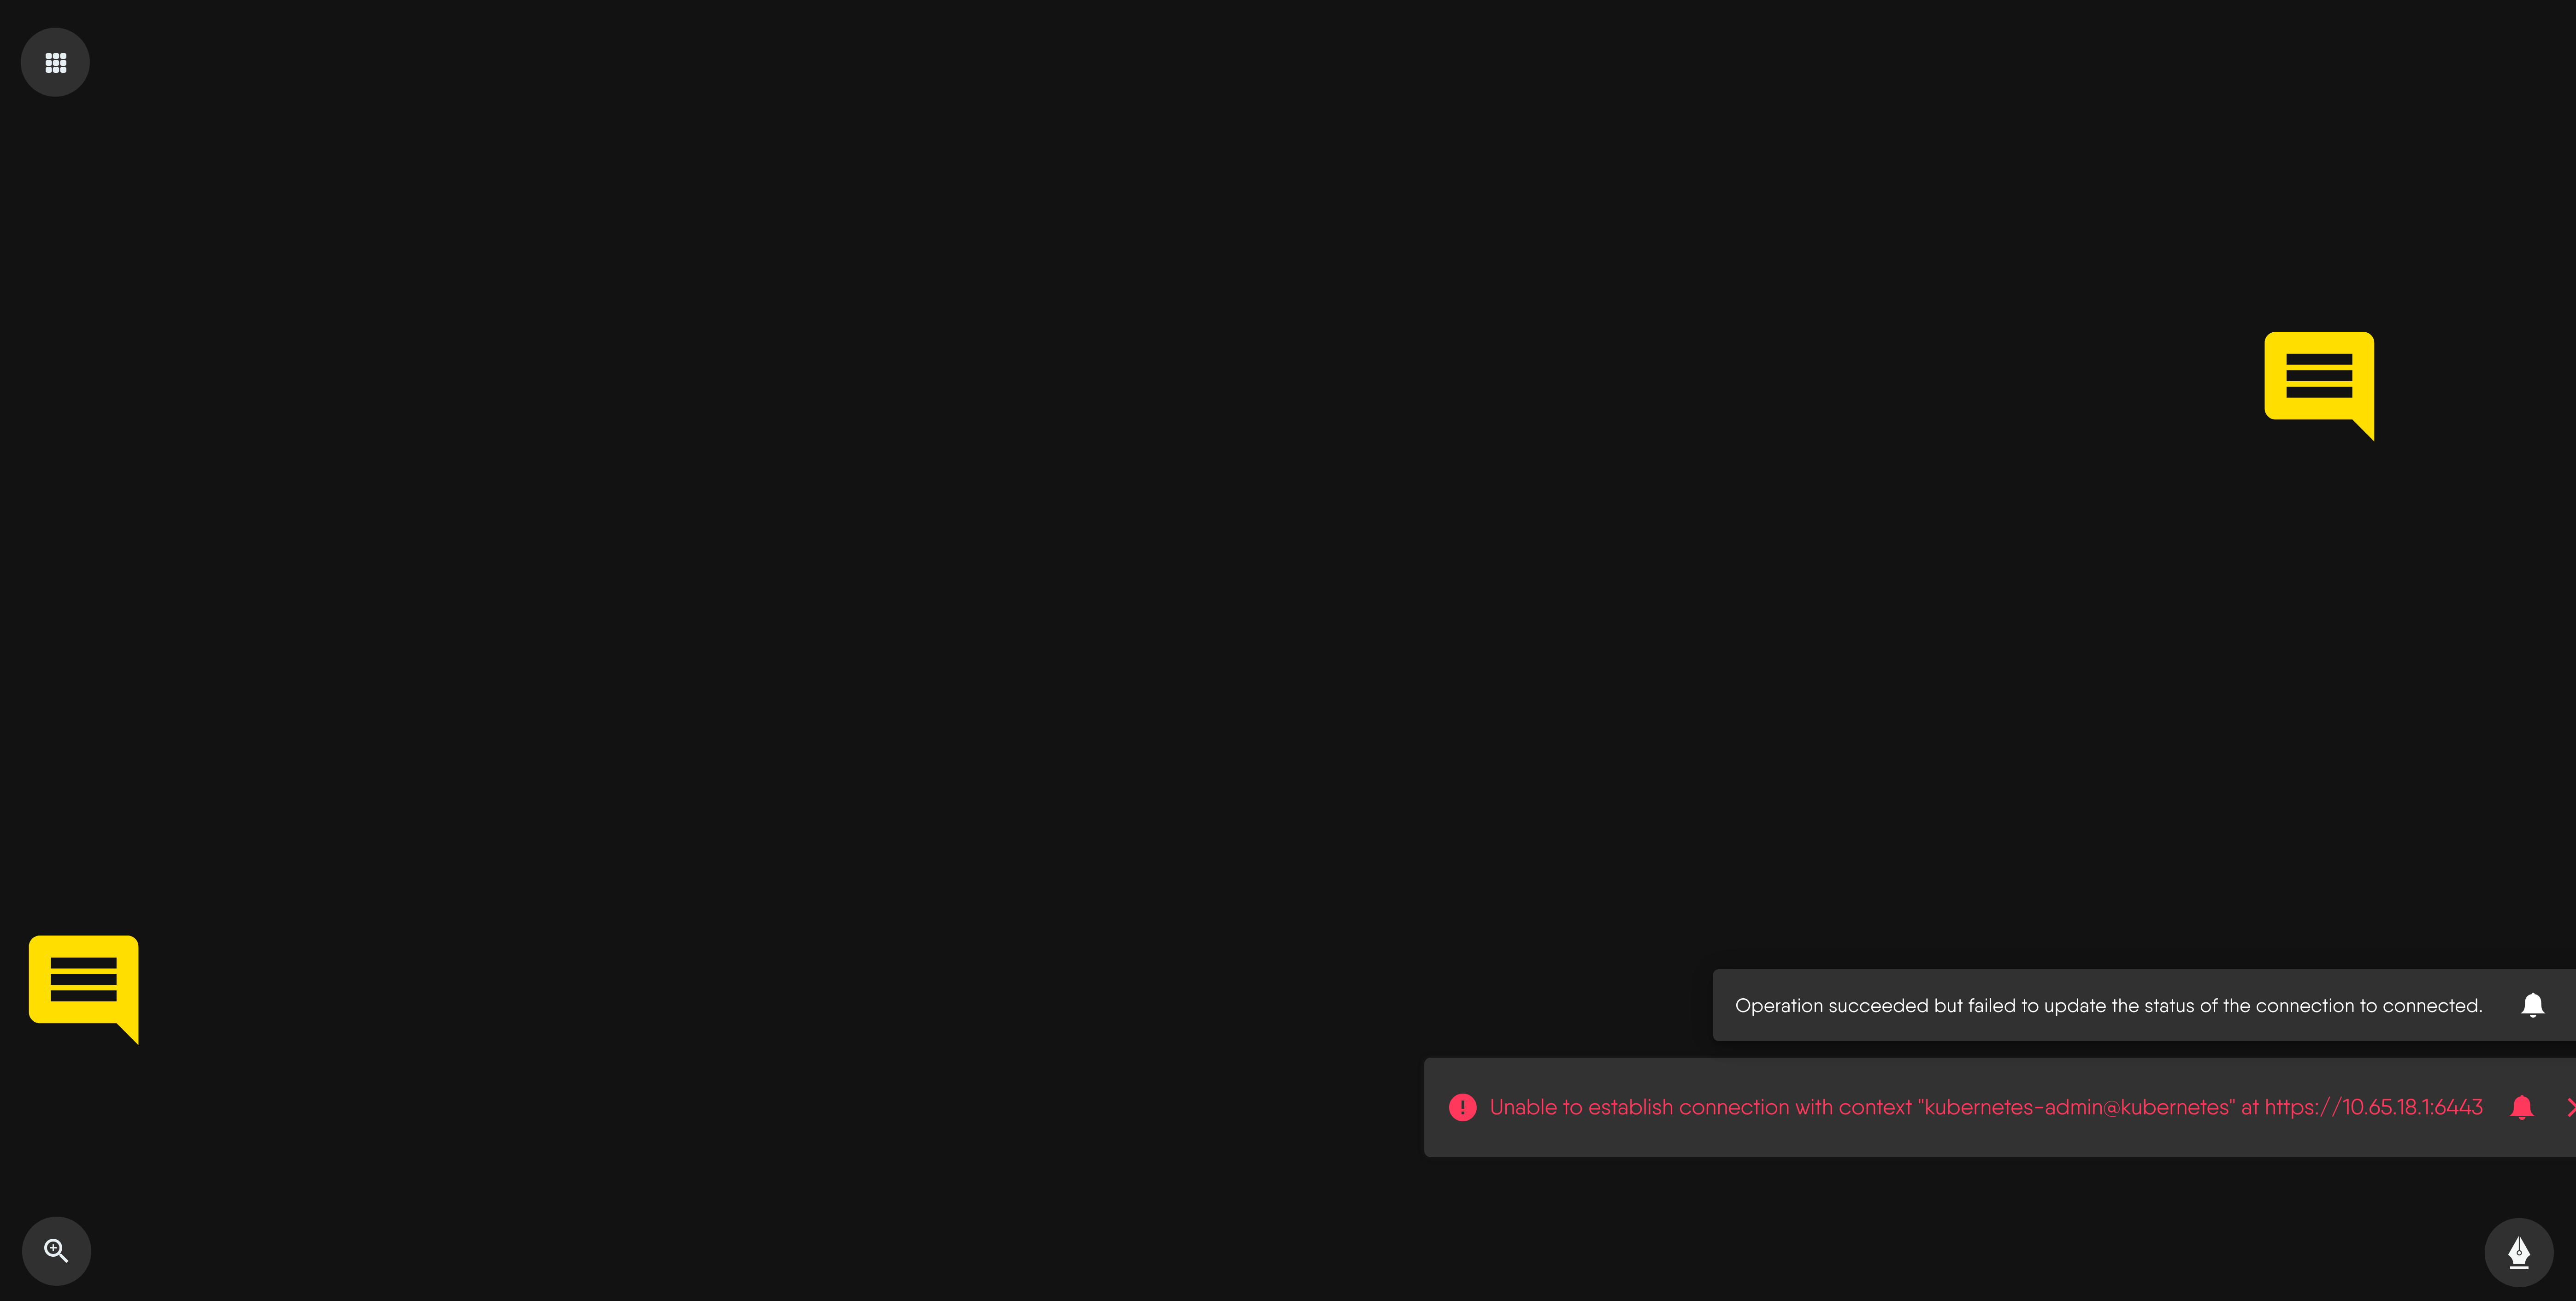 Operation succeeded but failed to update the status of the connection to connected.
Unable to establish connection with context "kubernetes-admin@kubernetes" at https://10.65.18.1:6443